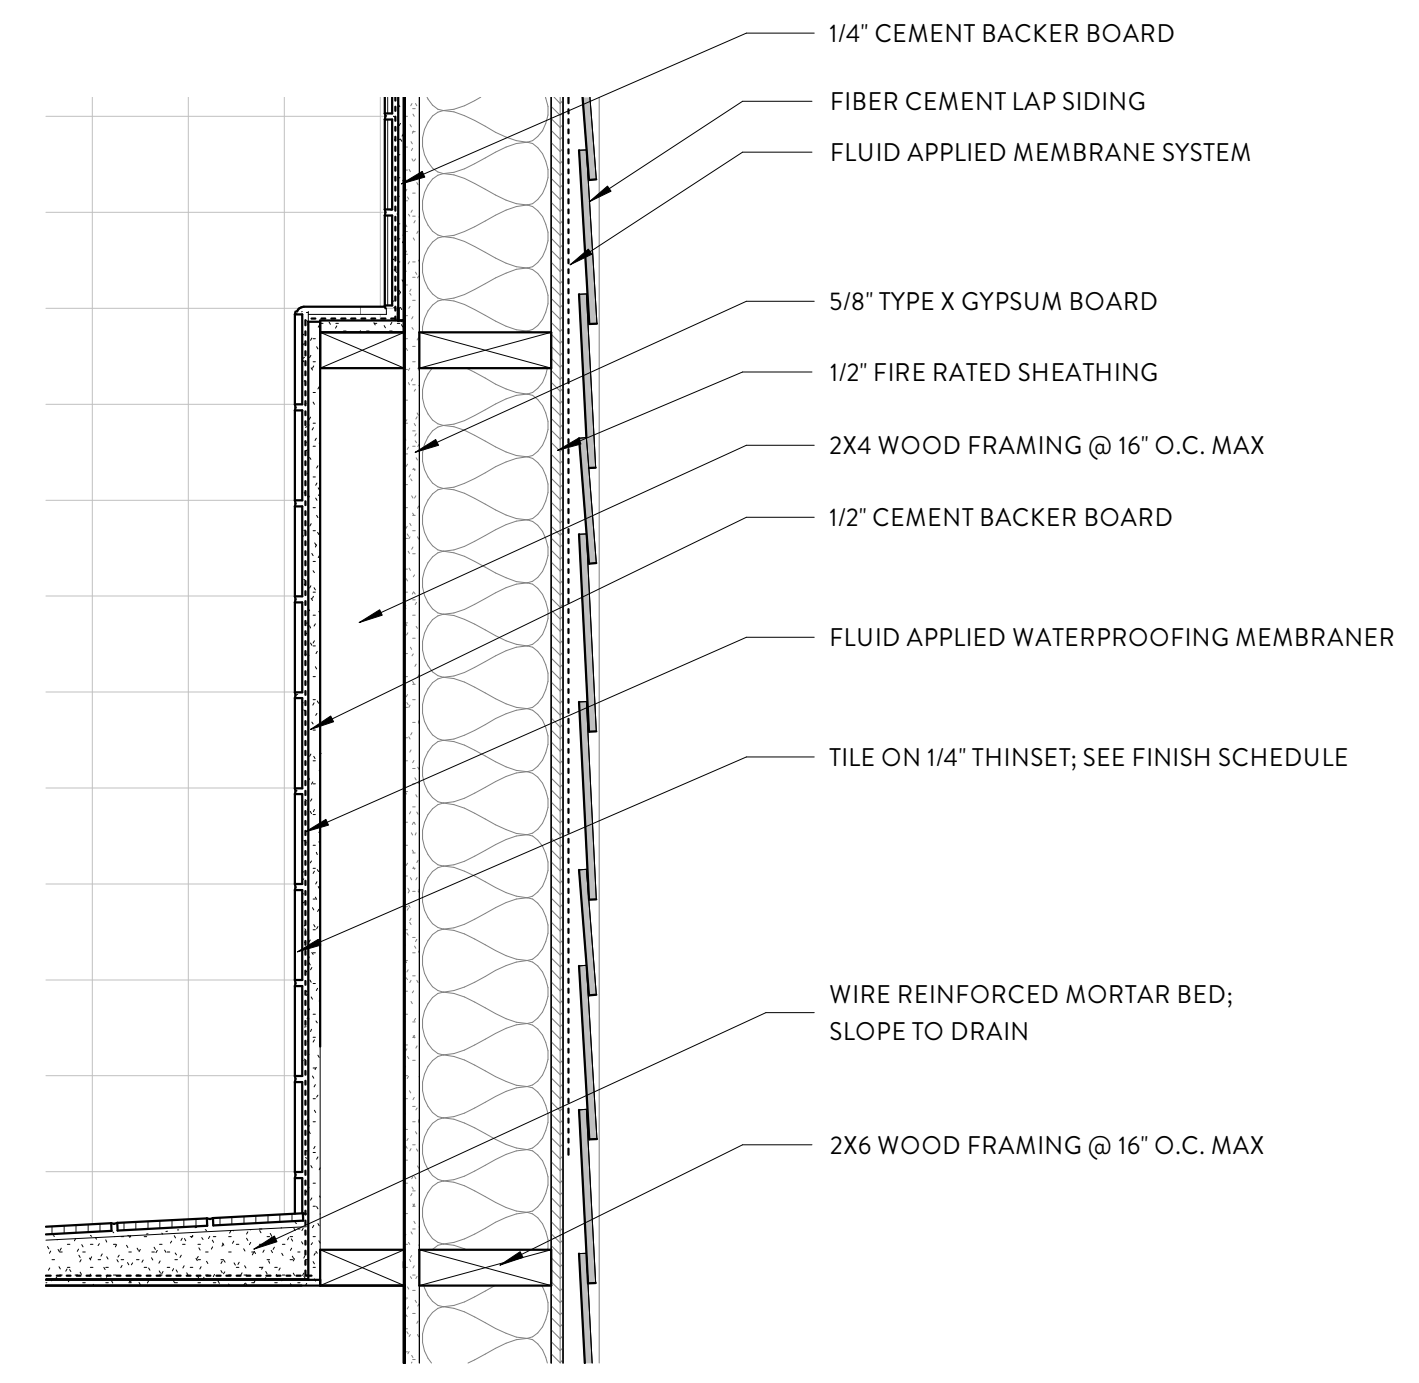 1/4" CEMENT BACKER BOARD
FIBER CEMENT LAP SIDING
FLUID APPLIED MEMBRANE SYSTEM
5/8" TYPE X GYPSUM BOARD
1/2" FIRE RATED SHEATHING
2X4 WOOD FRAMING @ 16" O.C. MAX
1/2" CEMENT BACKER BOARD
FLUID APPLIED WATERPROOFING MEMBRANER
TILE ON 1/4" THINSET; SEE FINISH SCHEDULE
WIRE REINFORCED MORTAR BED;
SLOPE TO DRAIN
2X6 WOOD FRAMING @ 16" O.C. MAX